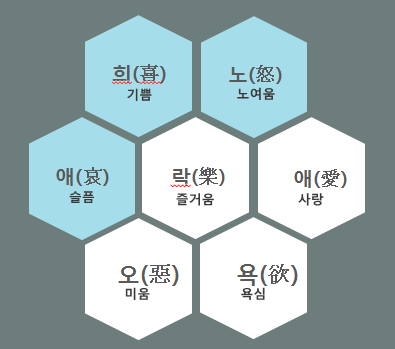 희(喜)
기쁨
노(怒)
노여움
애(哀)
슬픔
락(樂)
즐거움
애(愛)
사랑
오(惡)
미움
욕(欲)
욕심